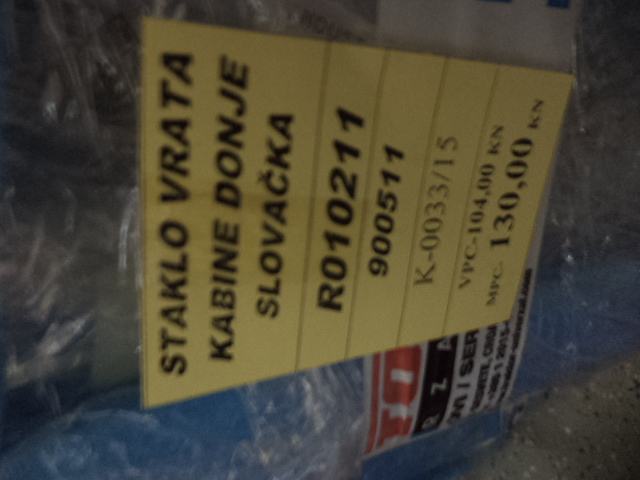 STAKLO VRATA
KABINE DONJE
SLOVAČKA
R010211
900511
K-0033/15
VPC-104,00 KN
MPC- 130,00 KN